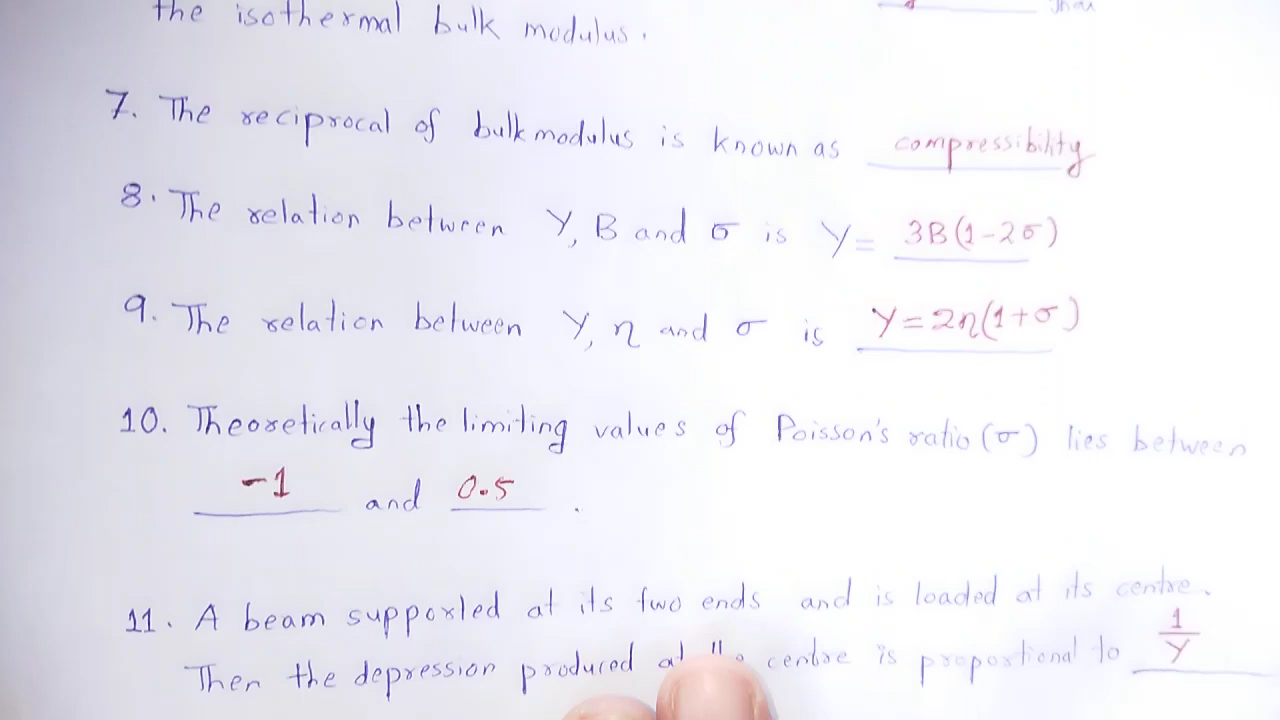 the isothermal bulk modulus.
7. The reciprocal of bulk modulus is known as compressibility
8. The relation between Y, B and σ is Y = 3B(1-2σ)
9. The relation between Y, η and σ is Y=2η(1+σ)
10. Theoretically the limiting values of Poisson's ratio (σ) lies between
-1 and 0.5 .
11. A beam supported at its two ends and is loaded at its centre.
Then the depression produced at centre is proportional to 1/Y